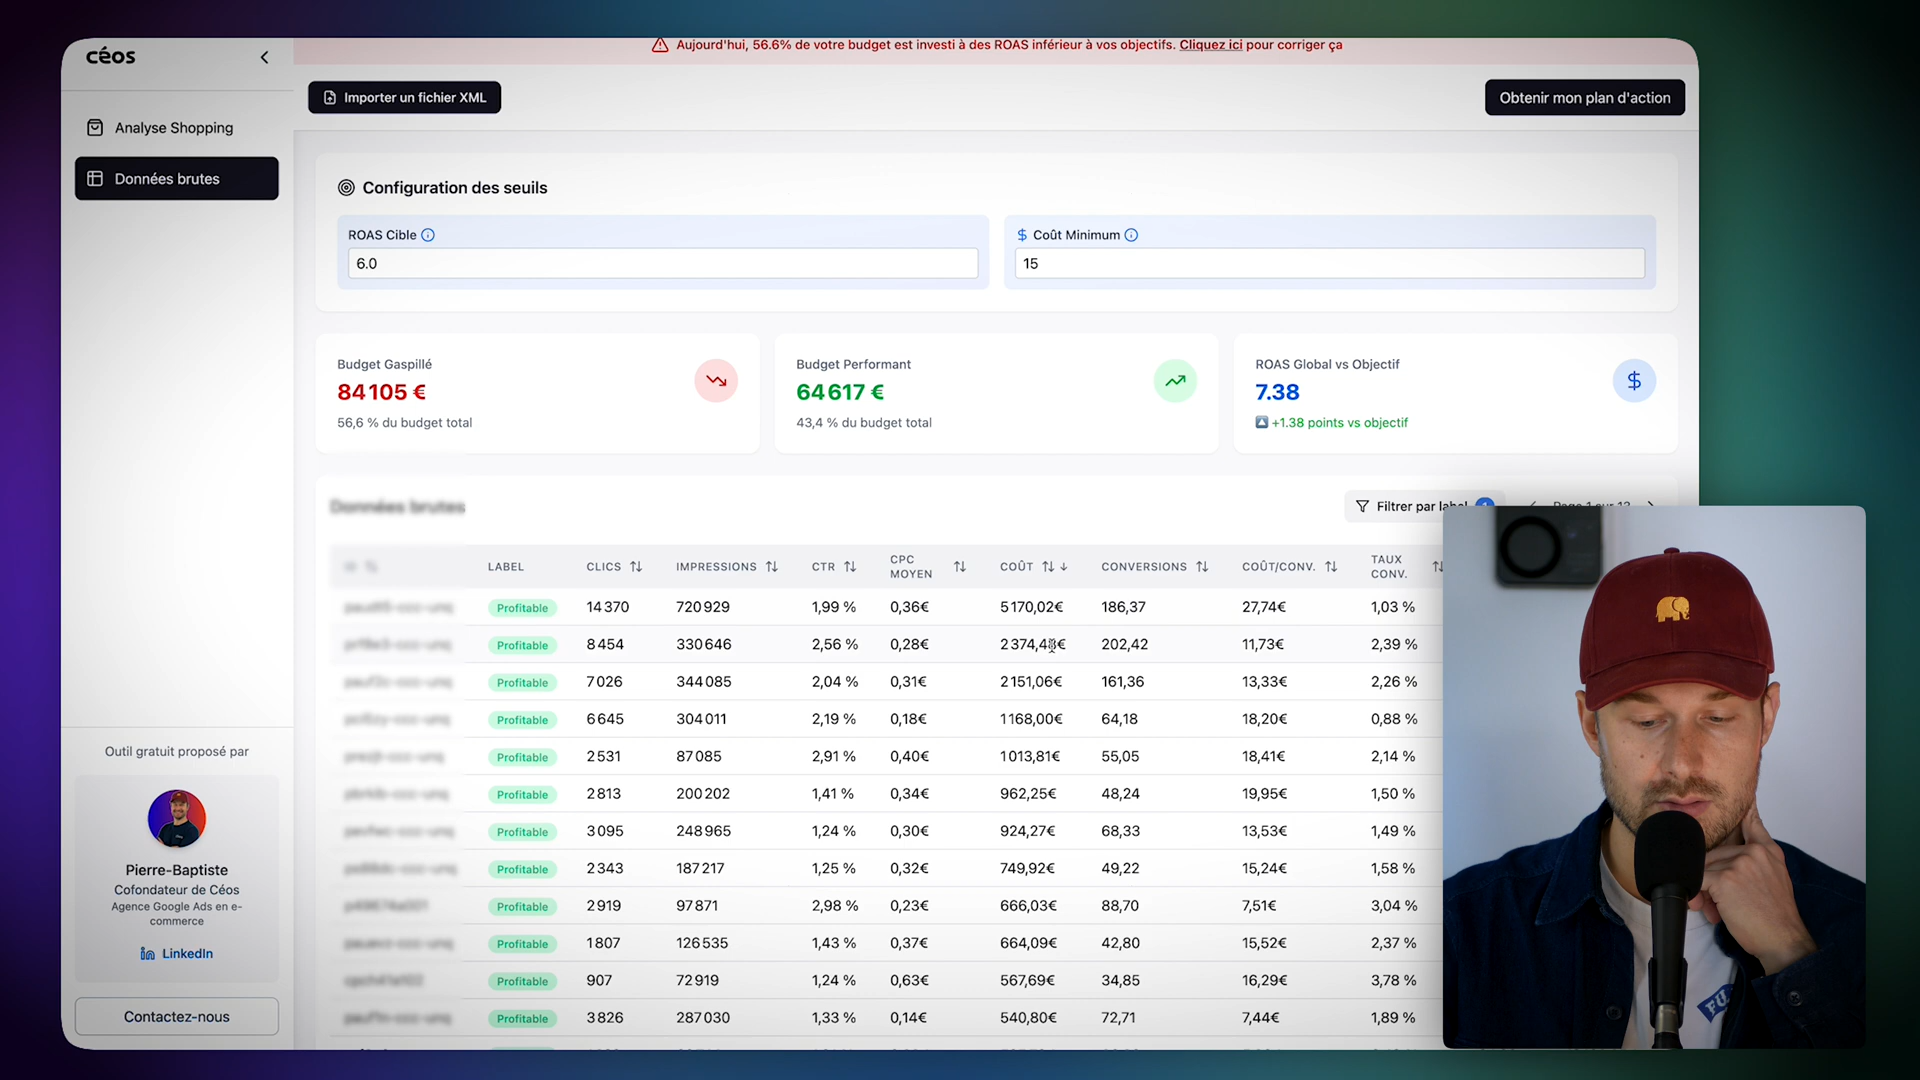 céos
Aujourd'hui, 56.6% de votre budget est investi à des ROAS inférieur à vos objectifs. Cliquez ici pour corriger ça
Importer un fichier XML
Obtenir mon plan d'action
Analyse Shopping
Données brutes
Configuration des seuils
ROAS Cible
6.0
$ Coût Minimum
15
Budget Gaspillé
84 105 €
56,6 % du budget total
Budget Performant
64 617 €
43,4 % du budget total
ROAS Global vs Objectif
7.38
+1.38 points vs objectif
$
Données brutes
Filtrer par label
Page 1 sur
LABEL CLICS IMPRESSIONS CTR CPC MOYEN COÛT CONVERSIONS COÛT/CONV. TAUX CONV.
Profitable 14 370 720 929 1,99 % 0,36€ 5 170,02€ 186,37 27,74€ 1,03 %
Profitable 8 454 330 646 2,56 % 0,28€ 2 374,4 € 202,42 11,73€ 2,39 %
Profitable 7 026 344 085 2,04 % 0,31€ 2 151,06€ 161,36 13,33€ 2,26 %
Profitable 6 645 304 011 2,19 % 0,18€ 1 168,00€ 64,18 18,20€ 0,88 %
Profitable 2 531 87 085 2,91 % 0,40€ 1 013,81€ 55,05 18,41€ 2,14 %
Profitable 2 813 200 202 1,41 % 0,34€ 962,25€ 48,24 19,95€ 1,50 %
Profitable 3 095 248 965 1,24 % 0,30€ 924,27€ 68,33 13,53€ 1,49 %
Profitable 2 343 187 217 1,25 % 0,32€ 749,92€ 49,22 15,24€ 1,58 %
Profitable 2 919 97 871 2,98 % 0,23€ 666,03€ 88,70 7,51€ 3,04 %
Profitable 1 807 126 535 1,43 % 0,37€ 664,09€ 42,80 15,52€ 2,37 %
Profitable 907 72 919 1,24 % 0,63€ 567,69€ 34,85 16,29€ 3,78 %
Profitable 3 826 287 030 1,33 % 0,14€ 540,80€ 72,71 7,44€ 1,89 %
Outil gratuit proposé par
Pierre-Baptiste
Cofondateur de Céos
Agence Google Ads en e-
commerce
in LinkedIn
Contactez-nous